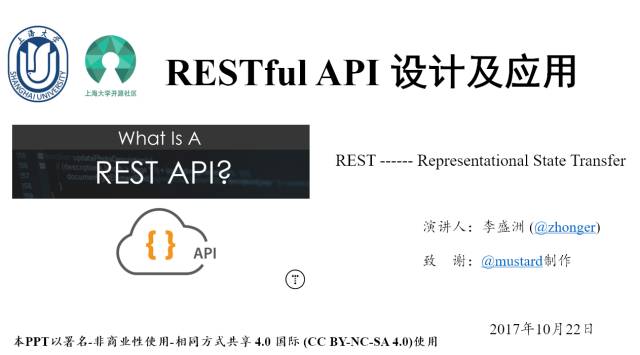 上海大学
SHANGHAI UNIVERSITY
上海大学开源社区
RESTful API 设计及应用
What Is A
REST API?
REST ------ Representational State Transfer
{ } API
演讲人：李盛洲 (@zhonger)
致 谢：@mustard制作
2017年10月22日
本PPT以署名-非商业性使用-相同方式共享 4.0 国际 (CC BY-NC-SA 4.0)使用